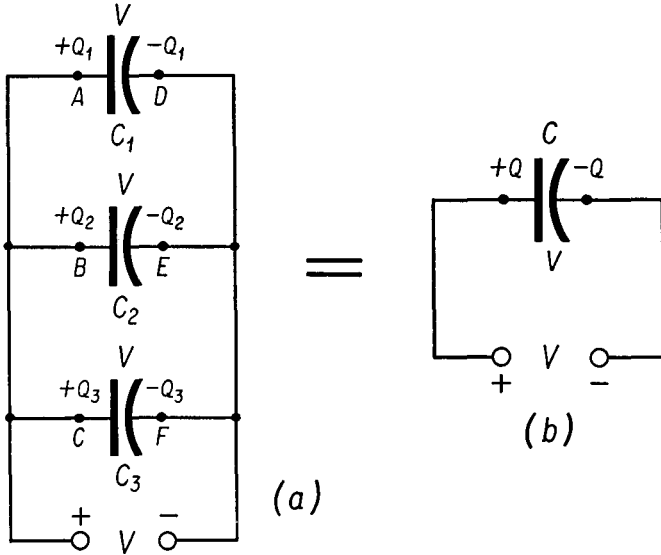 V
+Q₁ −Q₁
A D
C₁
V
+Q₂ −Q₂
B E
C₂
V
+Q₃ −Q₃
C F
C₃
+ V −
(a)
=
C
+Q −Q
V
V
+ −
(b)